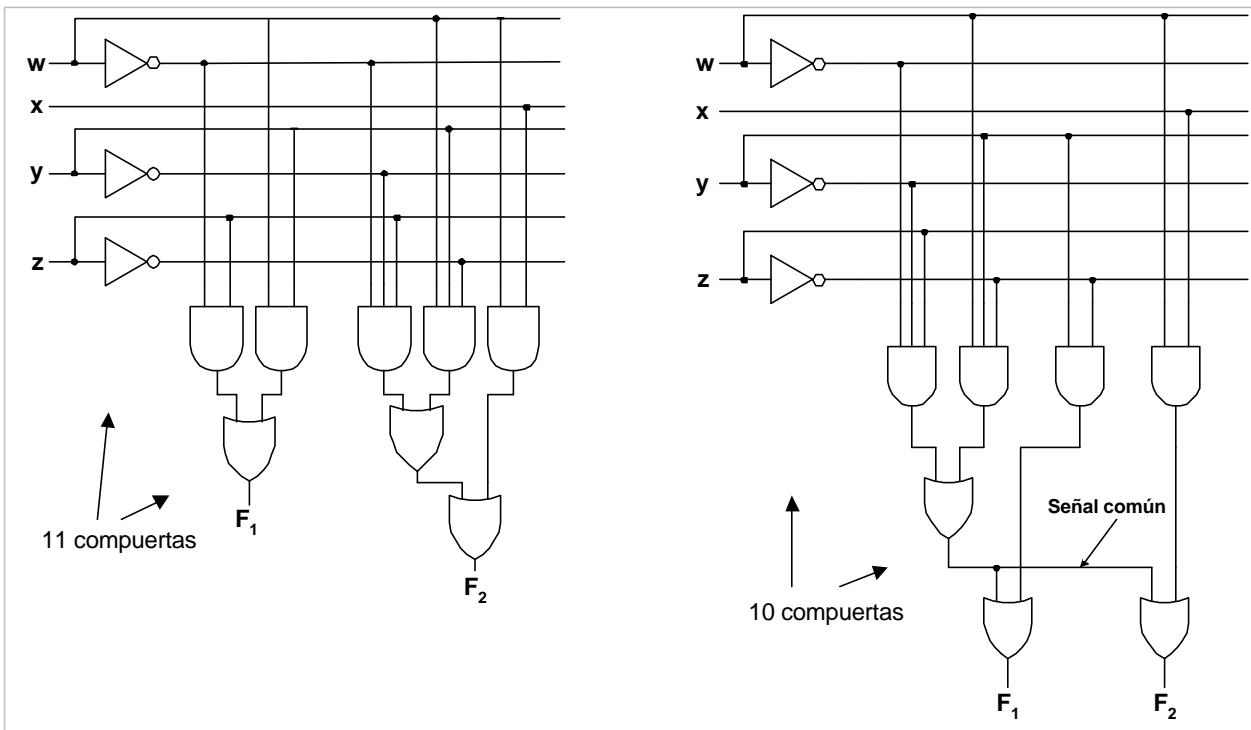 w
x
y
z
11 compuertas
F1
F2
w
x
y
z
Señal común
10 compuertas
F1
F2